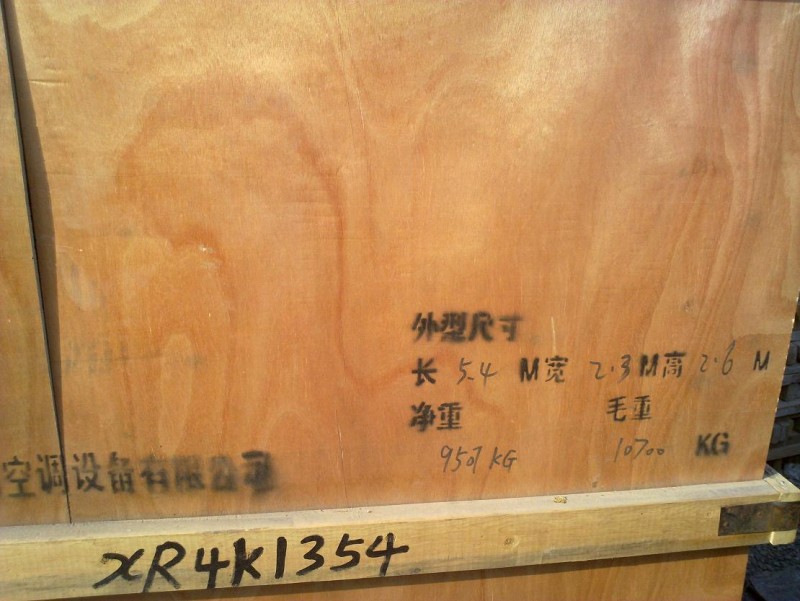 外型尺寸
长 5.4 M宽 2.3 M高 2.6 M
净重 毛重
KG 10700 KG
空调设备有限公司
XR4K1354